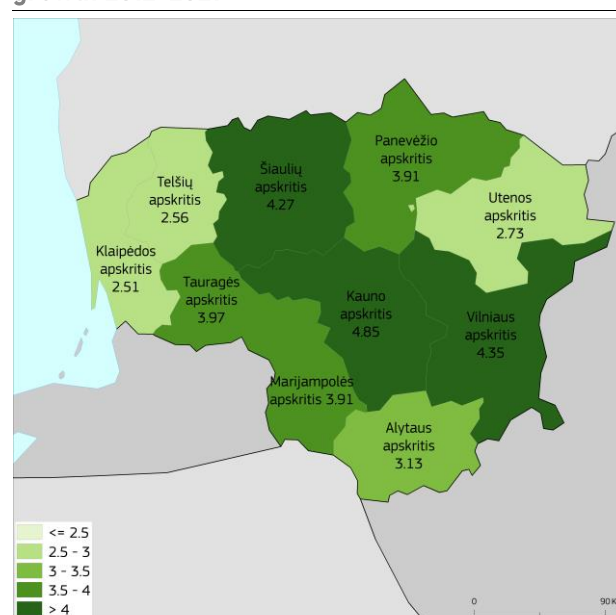 Panevėžio
apskritis
3.91
Šiaulių
apskritis
4.27
Telšių
apskritis
2.56
Utenos
apskritis
2.73
Klaipėdos
apskritis
2.51
Tauragės
apskritis
3.97
Kauno
apskritis
4.85
Vilniaus
apskritis
4.35
Marijampolės
apskritis 3.91
Alytaus
apskritis
3.13
<= 2.5
2.5 - 3
3 - 3.5
3.5 - 4
> 4
0 90 K